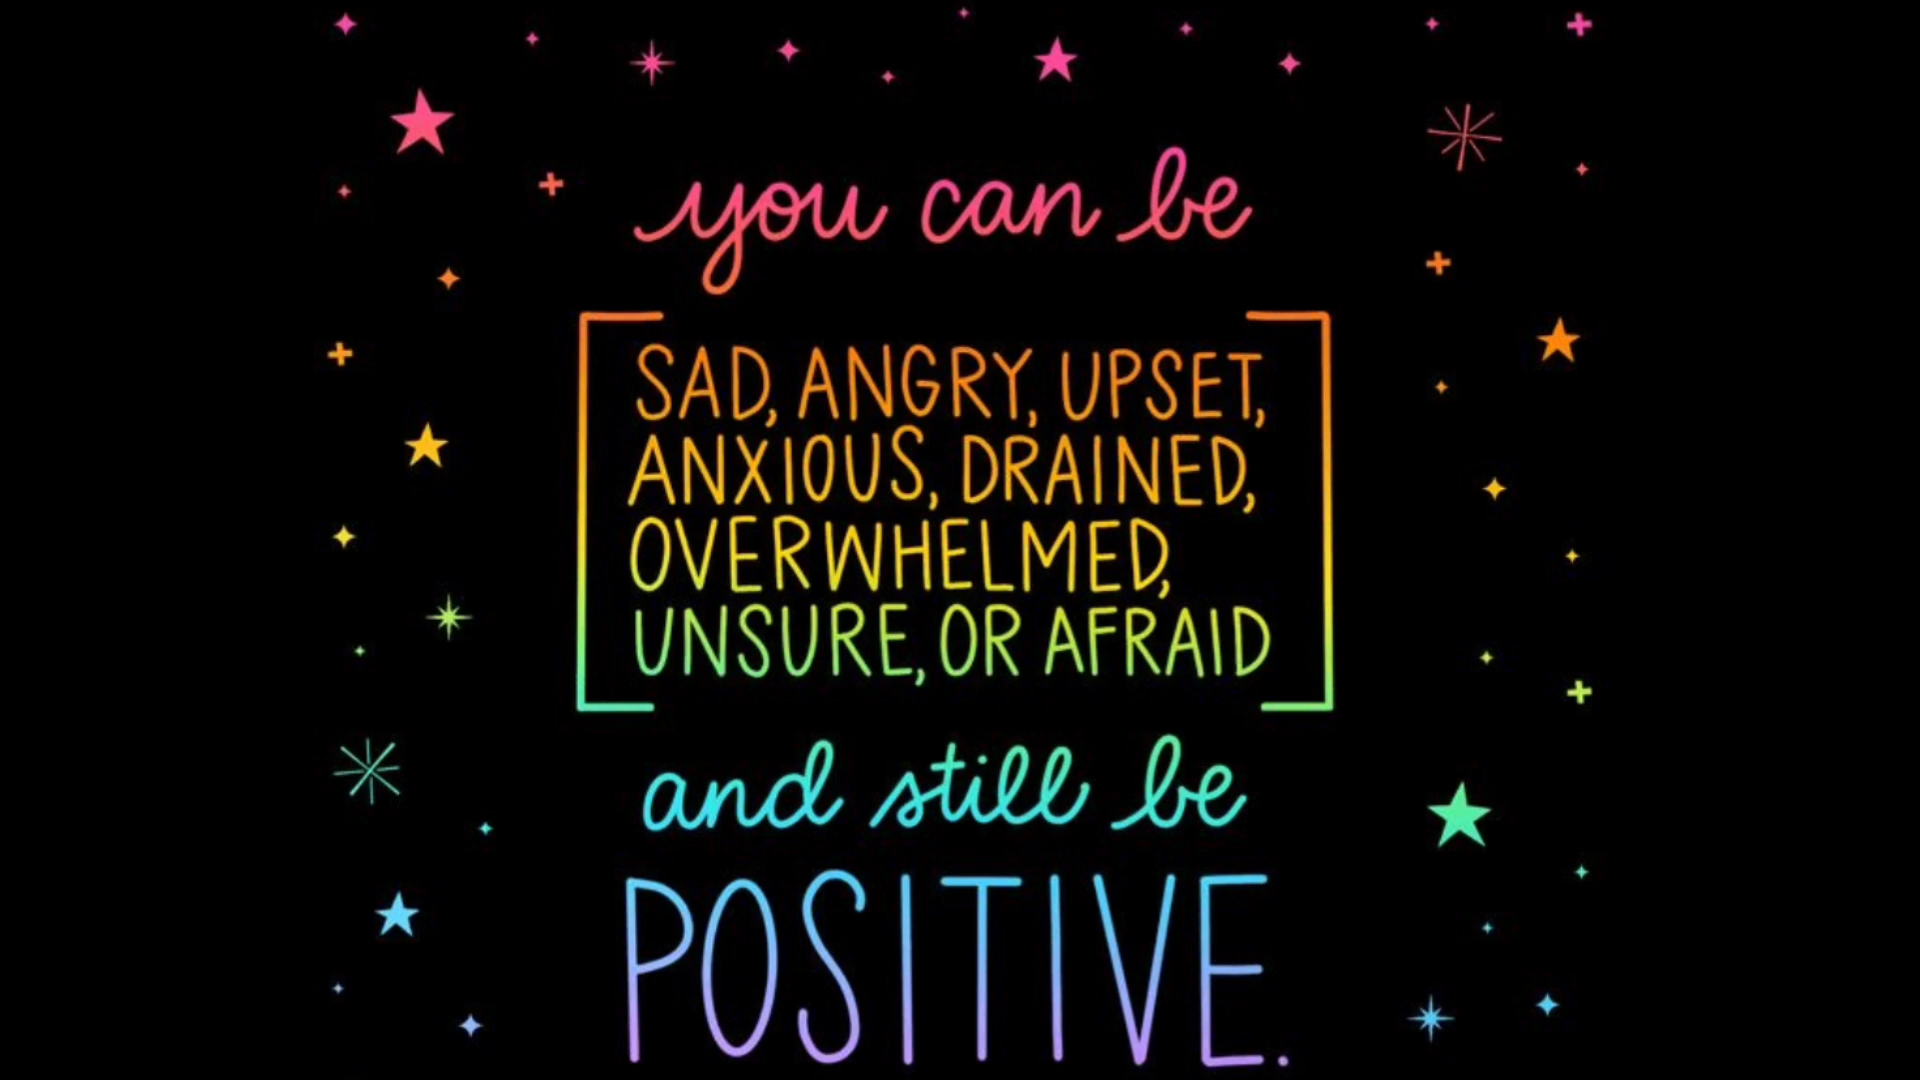 you can be
SAD, ANGRY, UPSET,
ANXIOUS, DRAINED,
OVERWHELMED,
UNSURE, OR AFRAID
and still be
POSITIVE.